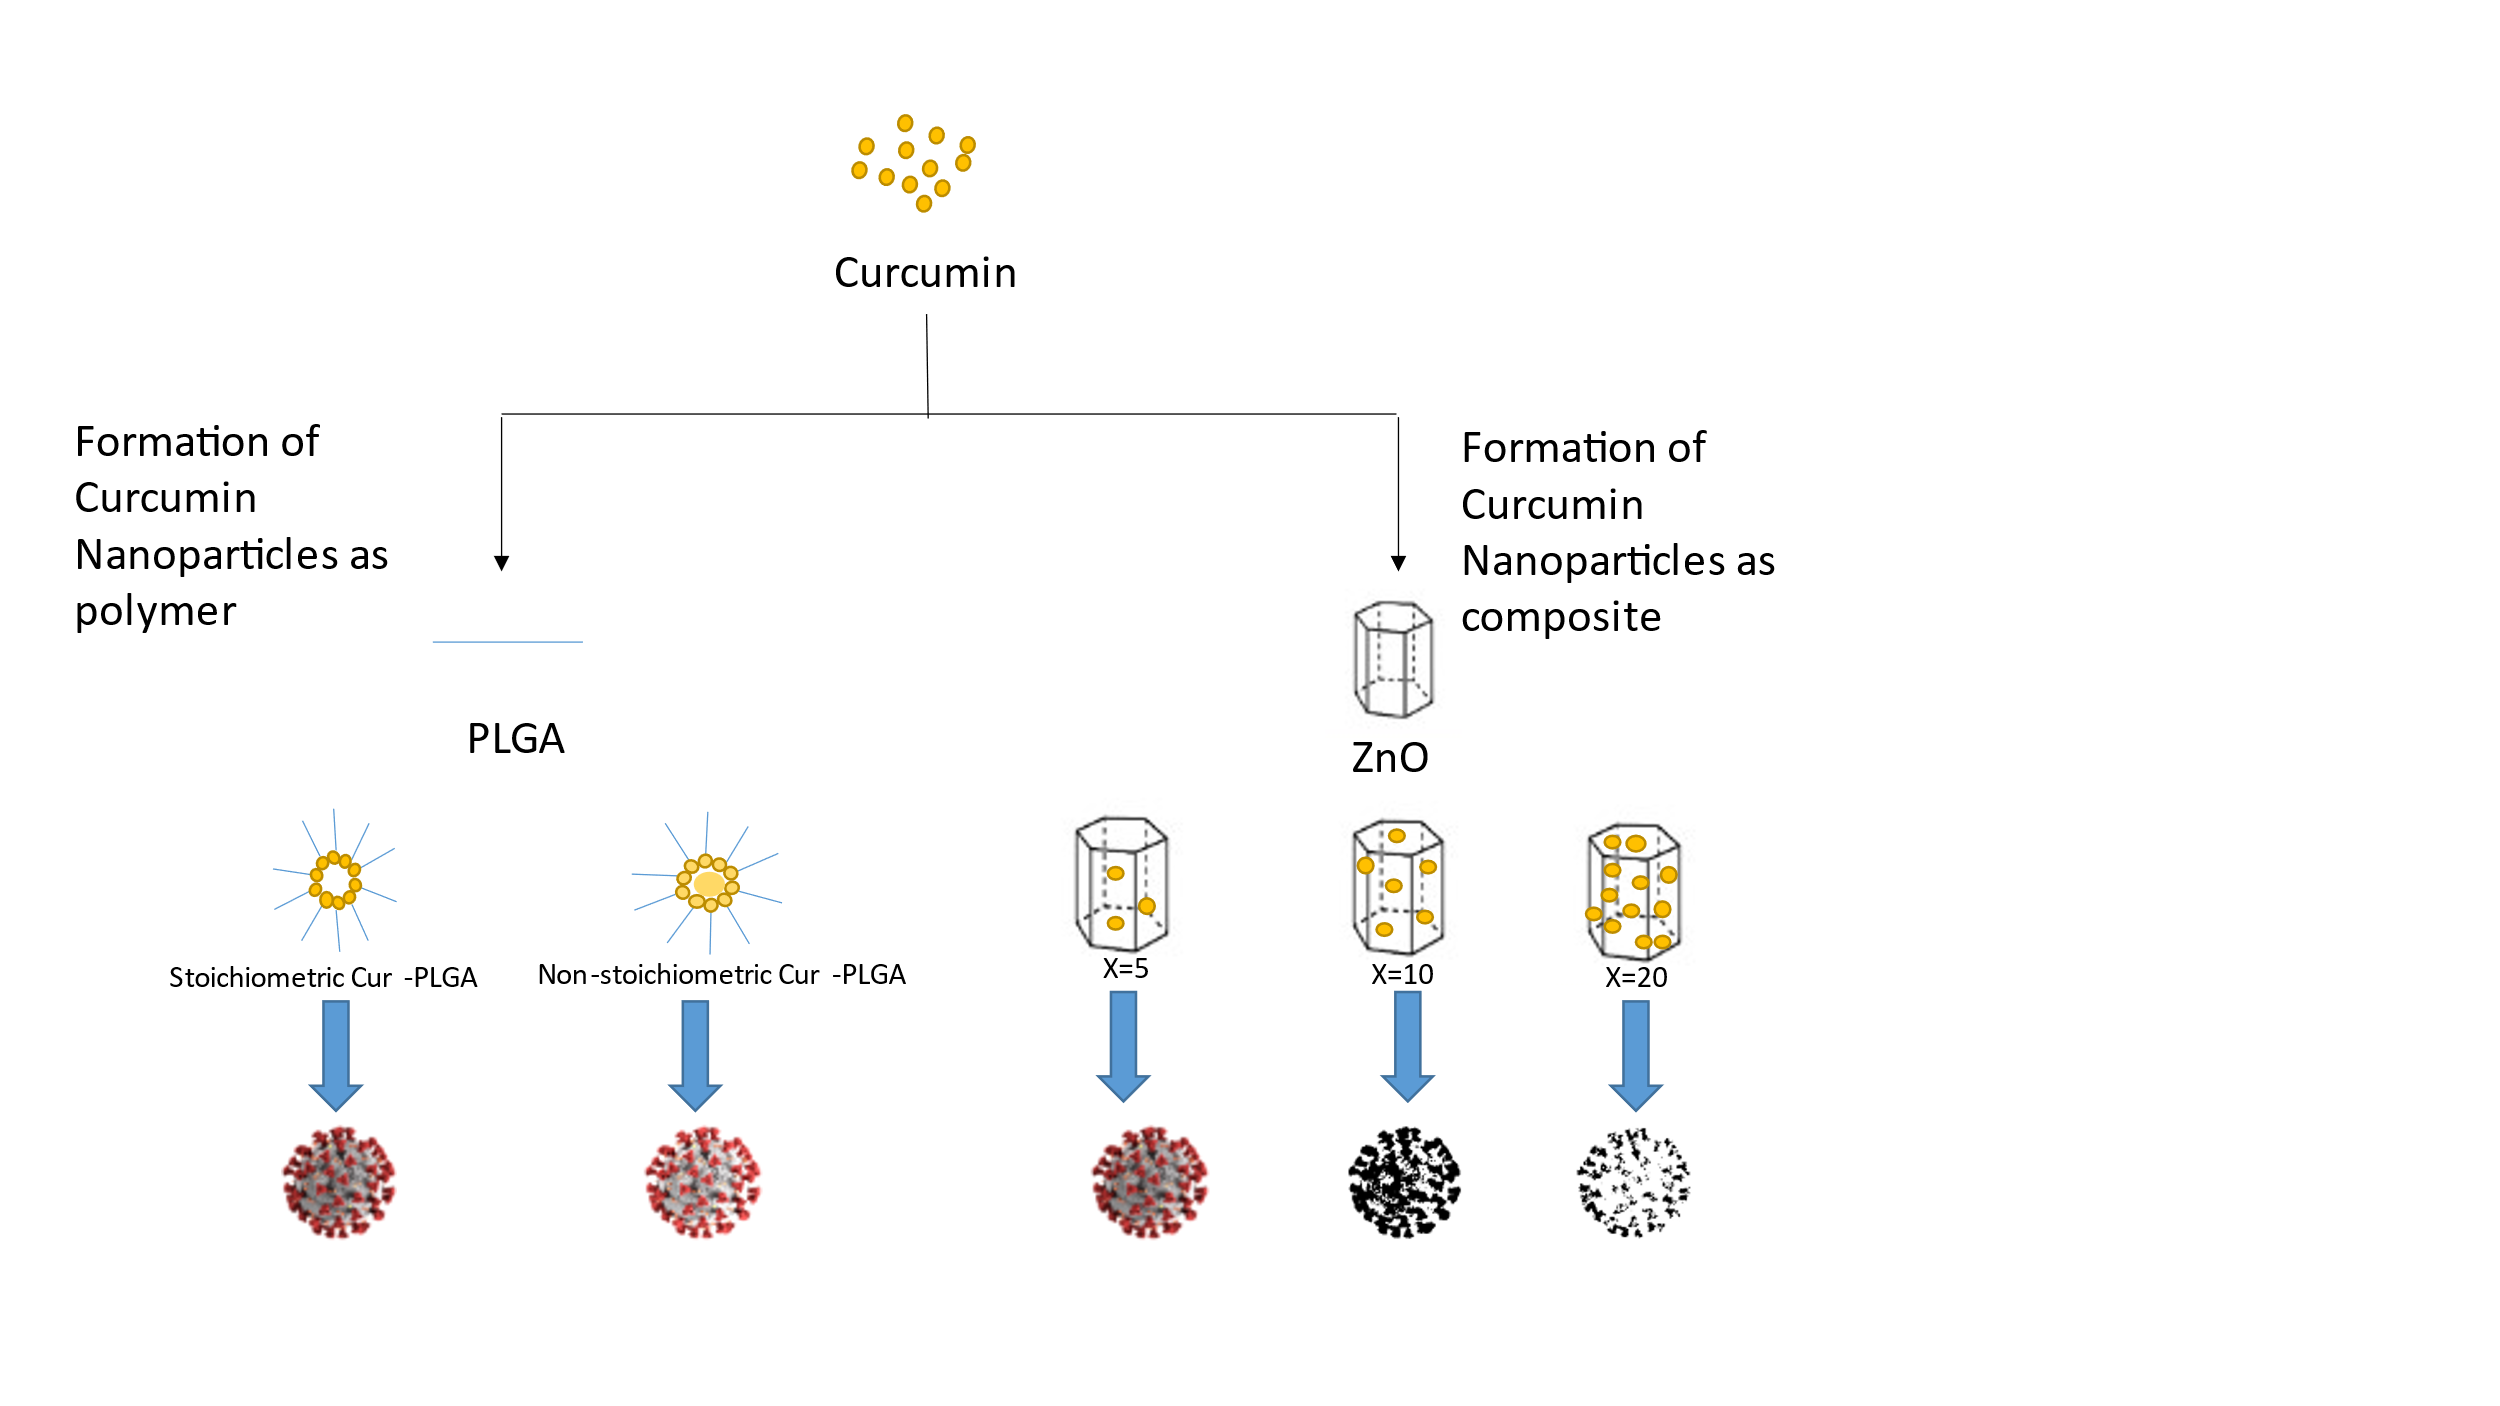 Curcumin
Formation of
Curcumin
Nanoparticles as
polymer
Formation of
Curcumin
Nanoparticles as
composite
PLGA
ZnO
Stoichiometric Cur -PLGA
Non-stoichiometric Cur -PLGA
X=5
X=10
X=20